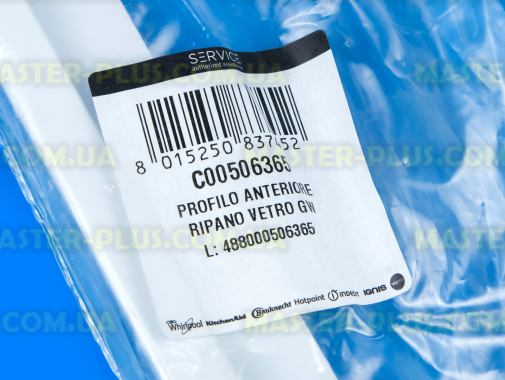 SERVICE
authorized
8 015250 837452
C00506365
PROFILO ANTERIORE
RIPANO VETRO GW
L: 488000506365
Whirlpool KitchenAid Bauknecht Hotpoint indesit IGNIS
MASTER-PLUS.COM.UA